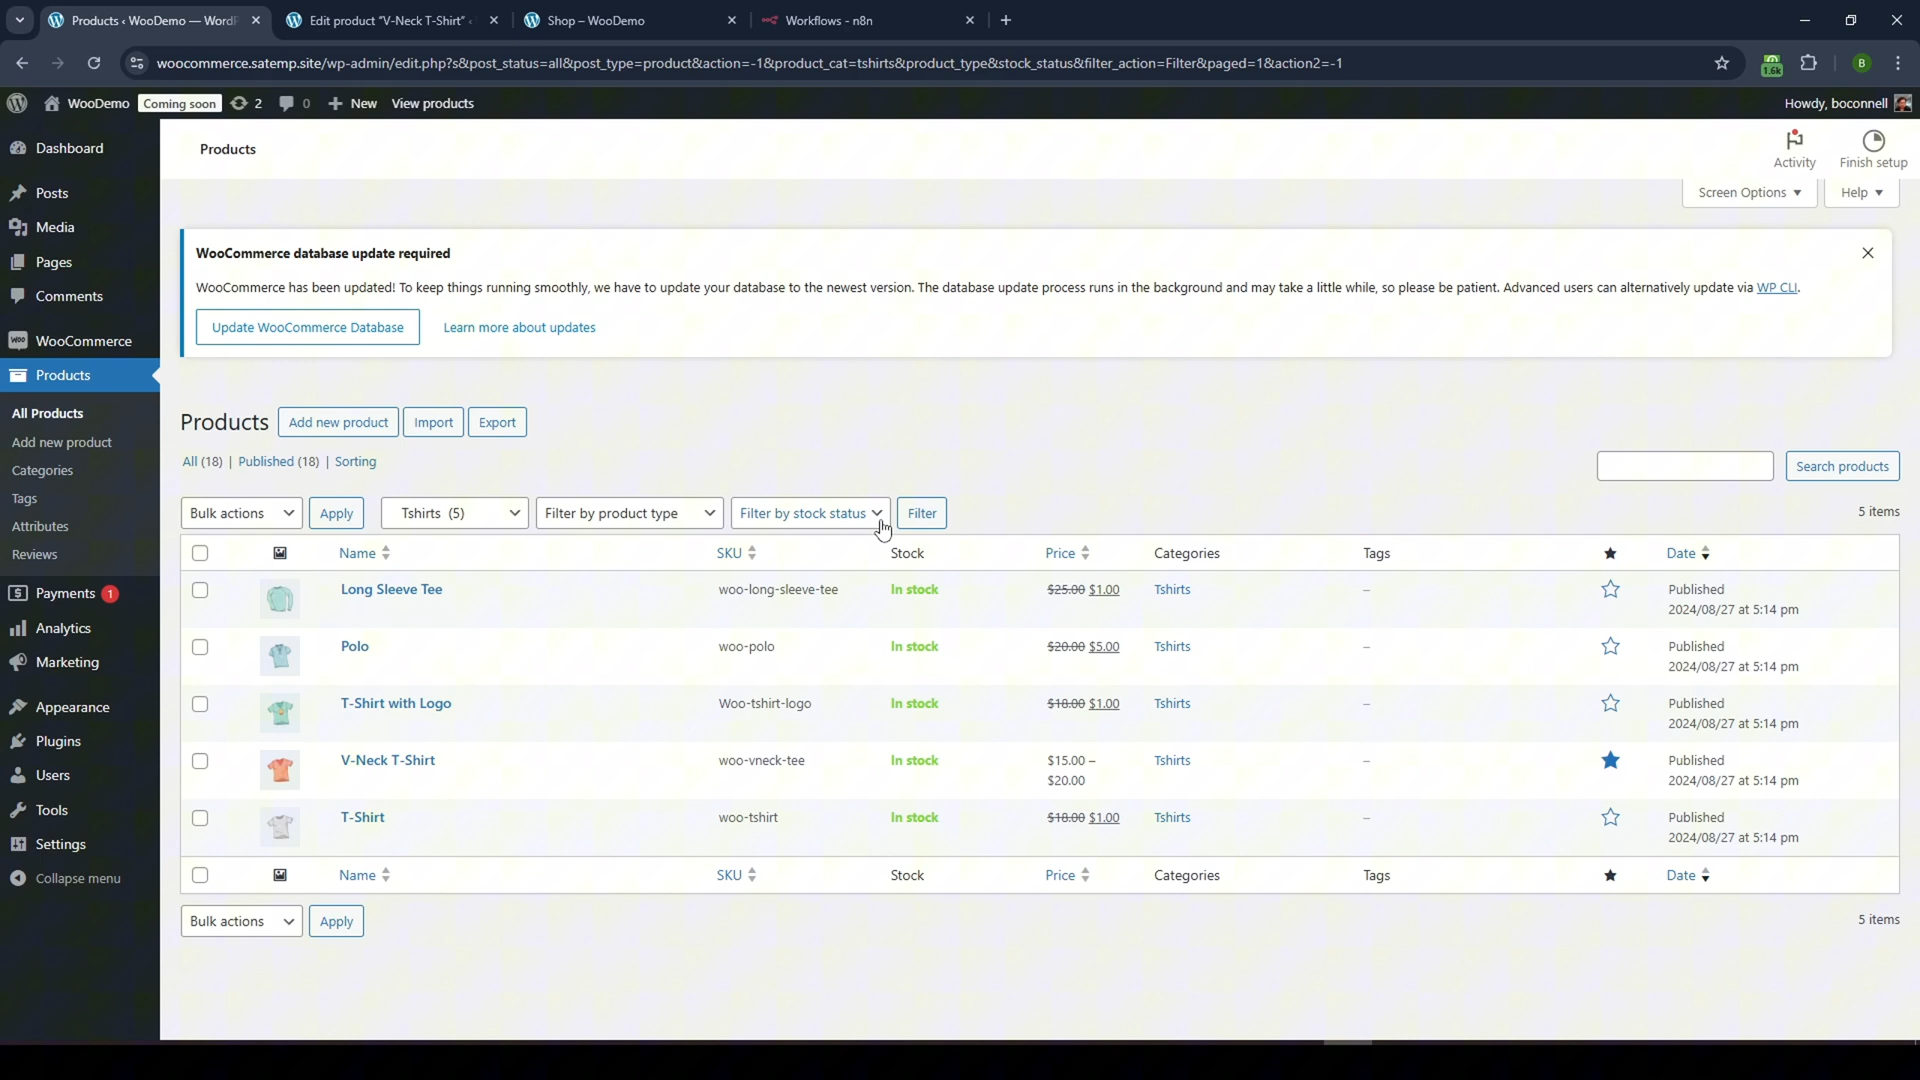 Products ‹ WooDemo — WordPr
Edit product “V-Neck T-Shirt” ‹
Shop – WooDemo
Workflows - n8n
woocommerce.satemp.site/wp-admin/edit.php?s&post_status=all&post_type=product&action=-1&product_cat=tshirts&product_type&stock_status&filter_action=Filter&paged=1&action2=-1
1.6k
B
WooDemo Coming soon 2 0 New View products
Howdy, boconnell
Dashboard
Posts
Media
Pages
Comments
WooCommerce
Products
All Products
Add new product
Categories
Tags
Attributes
Reviews
Payments 1
Analytics
Marketing
Appearance
Plugins
Users
Tools
Settings
Collapse menu
Products
Activity
Finish setup
Screen Options
Help
WooCommerce database update required
WooCommerce has been updated! To keep things running smoothly, we have to update your database to the newest version. The database update process runs in the background and may take a little while, so please be patient. Advanced users can alternatively update via WP CLI.
Update WooCommerce Database
Learn more about updates
Products Add new product Import Export
All (18) | Published (18) | Sorting
Search products
Bulk actions Apply Tshirts (5) Filter by product type Filter by stock status Filter
5 items
Name SKU Stock Price Categories Tags Date
Long Sleeve Tee woo-long-sleeve-tee In stock $25.00 $1.00 Tshirts – Published
2024/08/27 at 5:14 pm
Polo woo-polo In stock $20.00 $5.00 Tshirts – Published
2024/08/27 at 5:14 pm
T-Shirt with Logo Woo-tshirt-logo In stock $18.00 $1.00 Tshirts – Published
2024/08/27 at 5:14 pm
V-Neck T-Shirt woo-vneck-tee In stock $15.00 – Tshirts – Published
$20.00 2024/08/27 at 5:14 pm
T-Shirt woo-tshirt In stock $18.00 $1.00 Tshirts – Published
2024/08/27 at 5:14 pm
Name SKU Stock Price Categories Tags Date
Bulk actions Apply
5 items